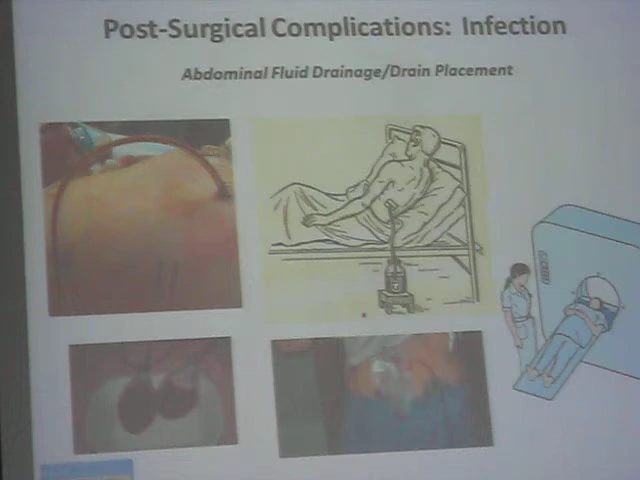 Post-Surgical Complications: Infection
Abdominal Fluid Drainage/Drain Placement